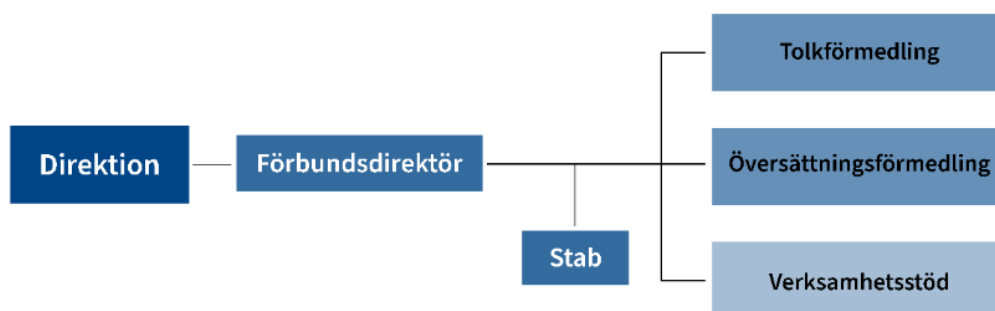 Direktion
Förbundsdirektör
Stab
Tolkförmedling
Översättningsförmedling
Verksamhetsstöd